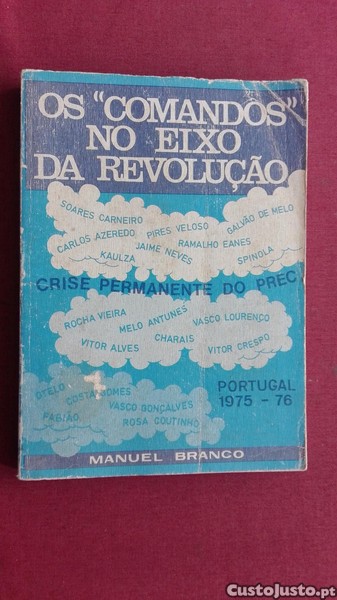 OS "COMANDOS"
NO EIXO
DA REVOLUÇÃO
SOARES CARNEIRO
PIRES VELOSO
GALVÃO DE MELO
CARLOS AZEREDO
RAMALHO EANES
JAIME NEVES
KAULZA
SPINOLA
CRISE PERMANENTE DO PREC
ROCHA VIEIRA
MELO ANTUNES
VASCO LOURENÇO
VITOR ALVES
CHARAIS
VITOR CRESPO
OTELO
COSTA GOMES
VASCO GONÇALVES
FABIÃO
ROSA COUTINHO
PORTUGAL
1975 - 76
MANUEL BRANCO
CustoJusto.pt